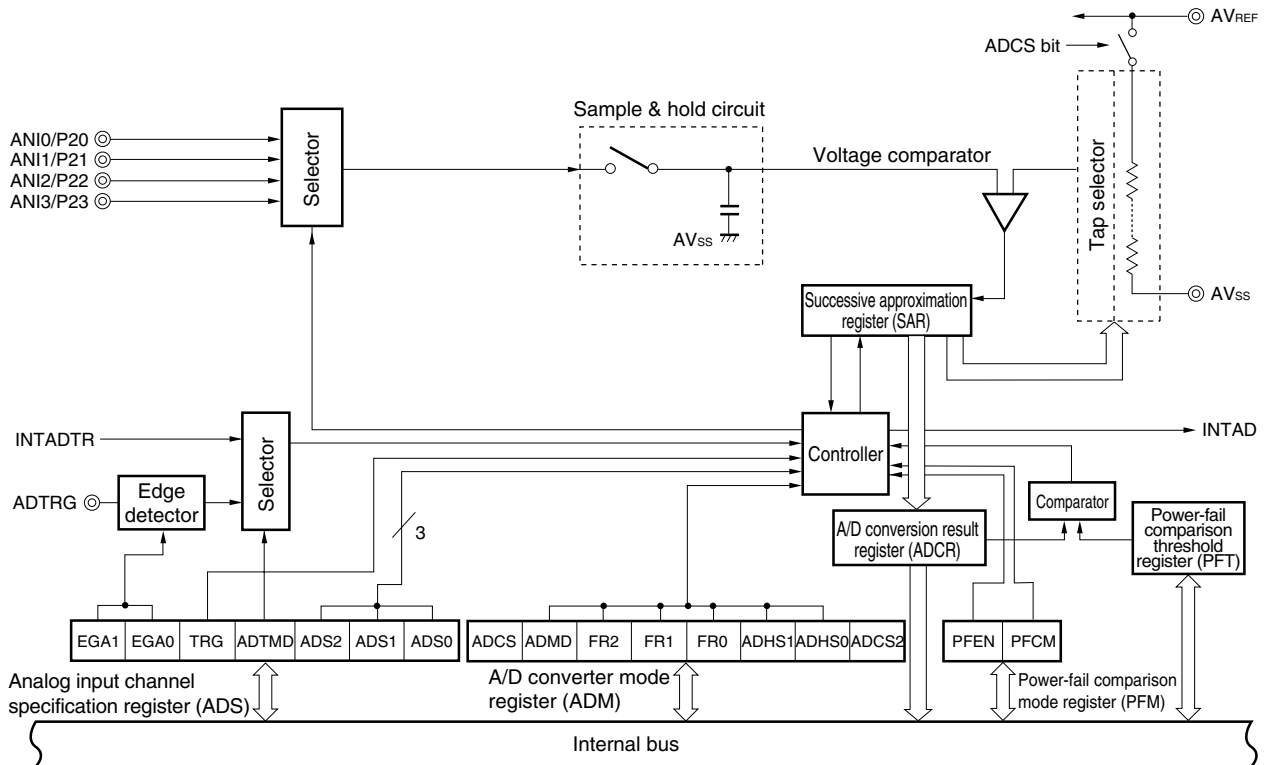 AVREF
ADCS bit
Sample & hold circuit
ANI0/P20
ANI1/P21
ANI2/P22
ANI3/P23
Selector
Voltage comparator
Tap selector
AVSS
AVSS
Successive approximation
register (SAR)
INTADTR
Selector
Controller
INTAD
ADTRG
Edge
detector
3
Comparator
A/D conversion result
register (ADCR)
Power-fail
comparison
threshold
register (PFT)
EGA1 EGA0 TRG ADTMD ADS2 ADS1 ADS0
ADCS ADMD FR2 FR1 FR0 ADHS1 ADHS0 ADCS2
PFEN PFCM
Analog input channel
specification register (ADS)
A/D converter mode
register (ADM)
Power-fail comparison
mode register (PFM)
Internal bus